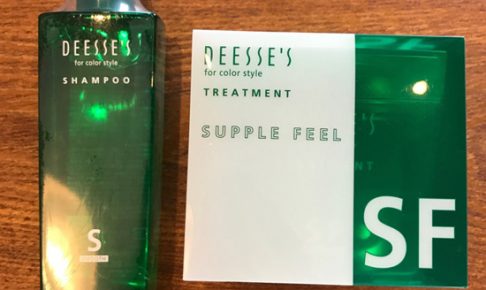 DEESSE'S
for color style
SHAMPOO
S
DEESSE'S
for color style
TREATMENT
SUPPLE FEEL
SF